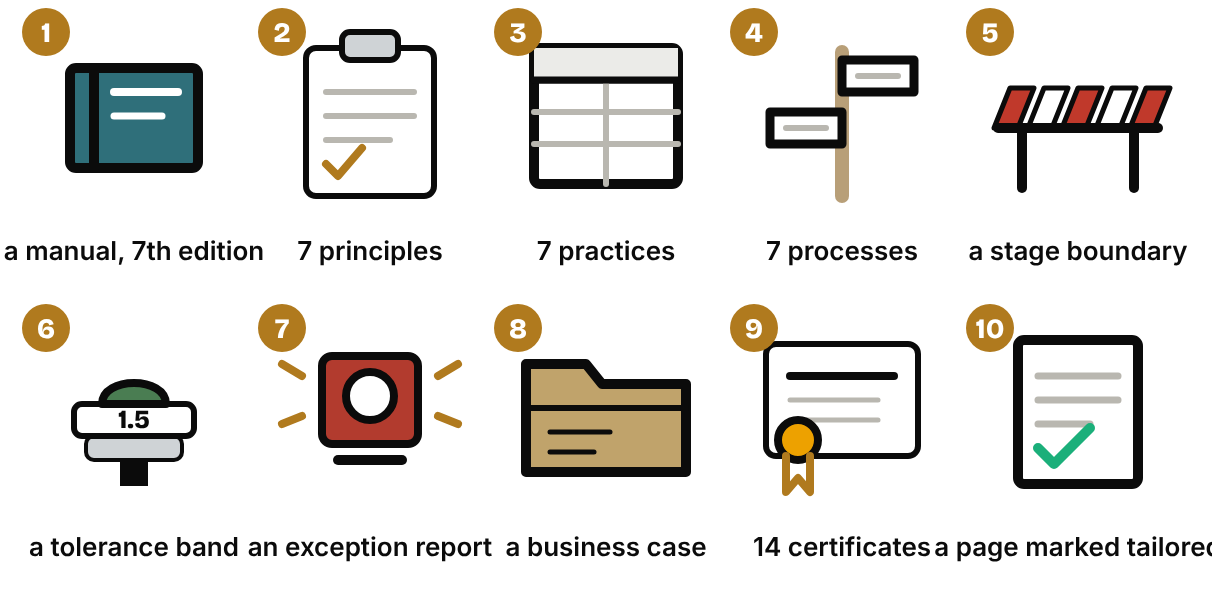 1
2
3
4
5
a manual, 7th edition
7 principles
7 practices
7 processes
a stage boundary
6
7
8
9
10
1.5
a tolerance band
an exception report
a business case
14 certificates
a page marked tailored